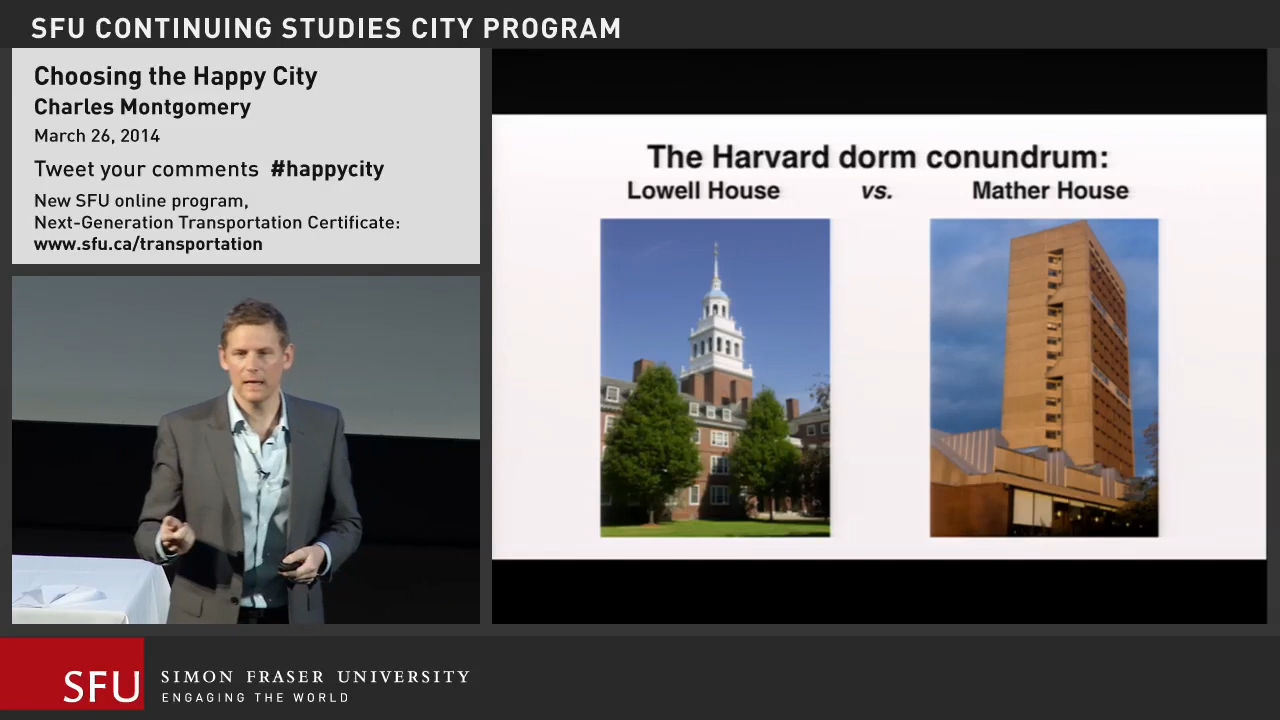 SFU CONTINUING STUDIES CITY PROGRAM
Choosing the Happy City
Charles Montgomery
March 26, 2014
Tweet your comments #happycity
New SFU online program,
Next-Generation Transportation Certificate:
www.sfu.ca/transportation
The Harvard dorm conundrum:
Lowell House vs. Mather House
SFU
SIMON FRASER UNIVERSITY
ENGAGING THE WORLD